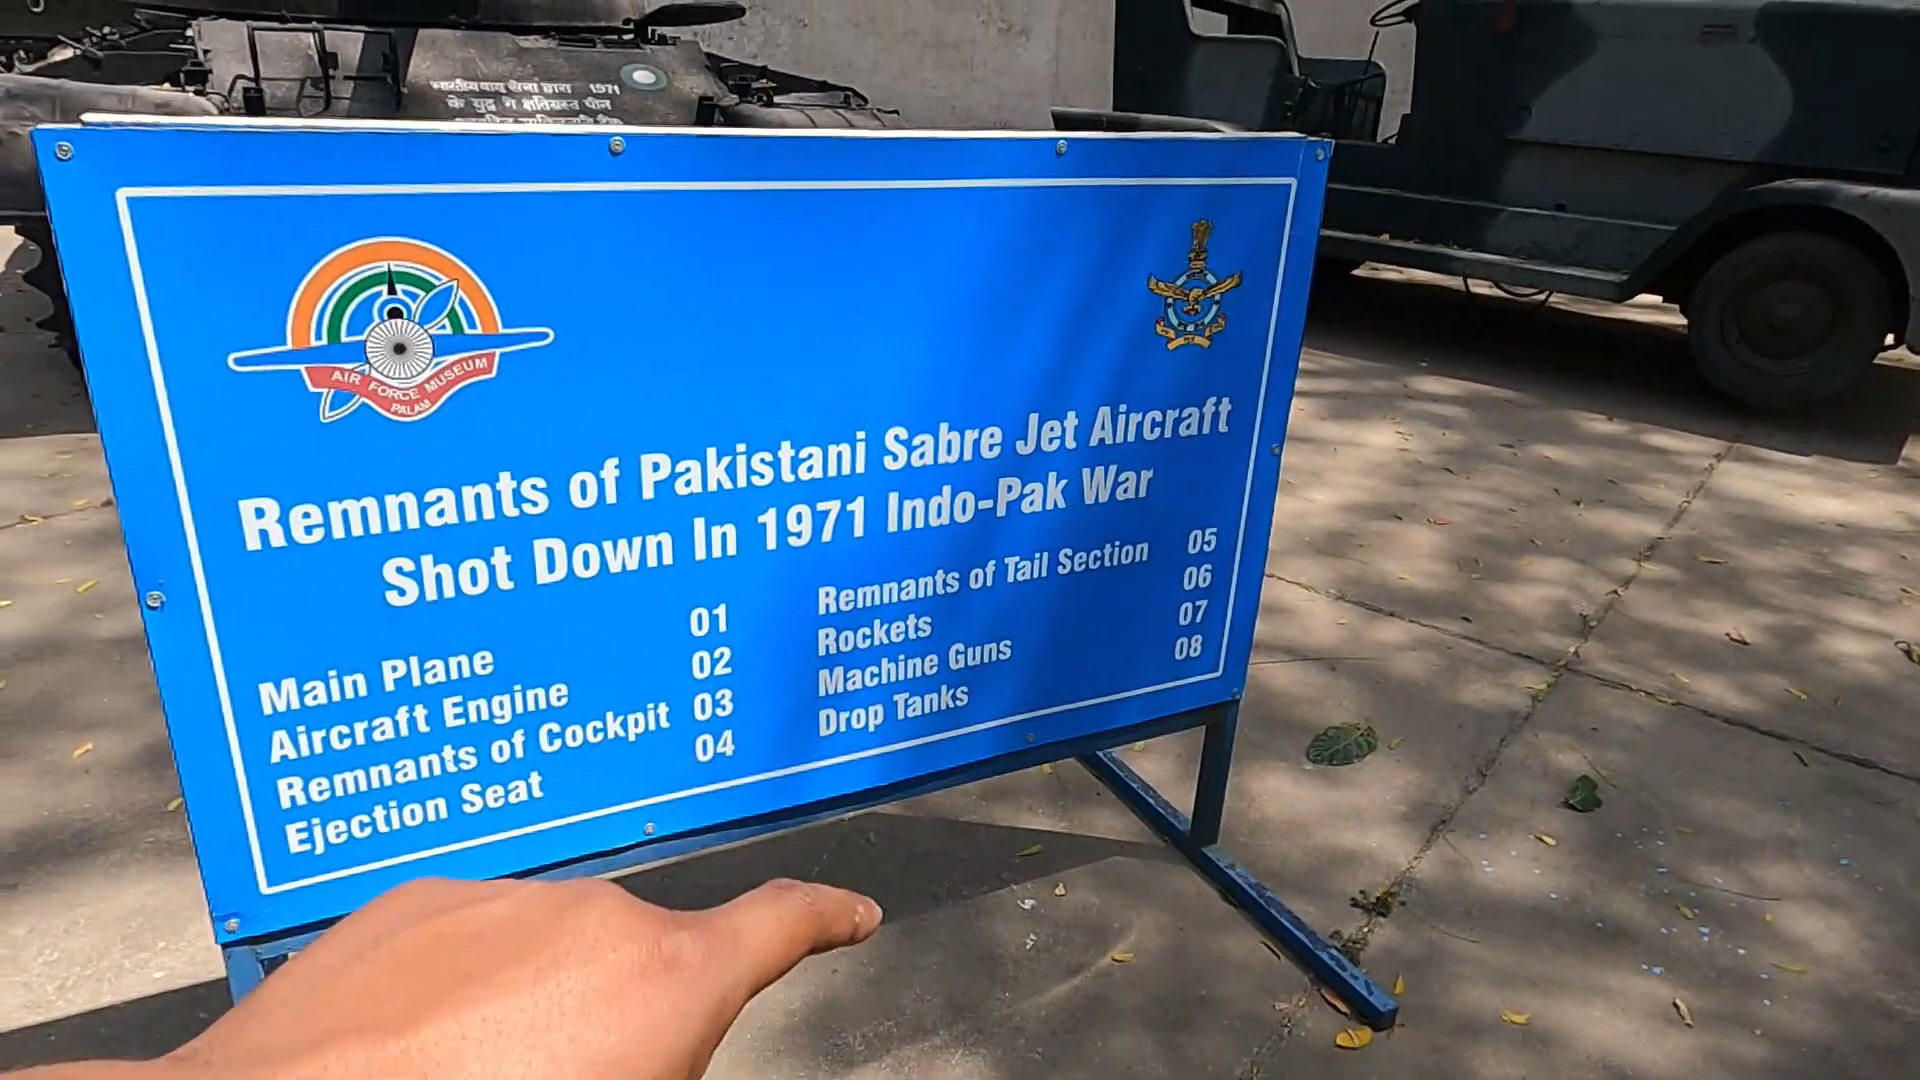 1971
के युद्ध में क्षतिग्रस्त
AIR FORCE MUSEUM
PALAM
Remnants of Pakistani Sabre Jet Aircraft
Shot Down In 1971 Indo-Pak War
Main Plane 01
Aircraft Engine 02
Remnants of Cockpit 03
Ejection Seat 04
Remnants of Tail Section 05
Rockets 06
Machine Guns 07
Drop Tanks 08